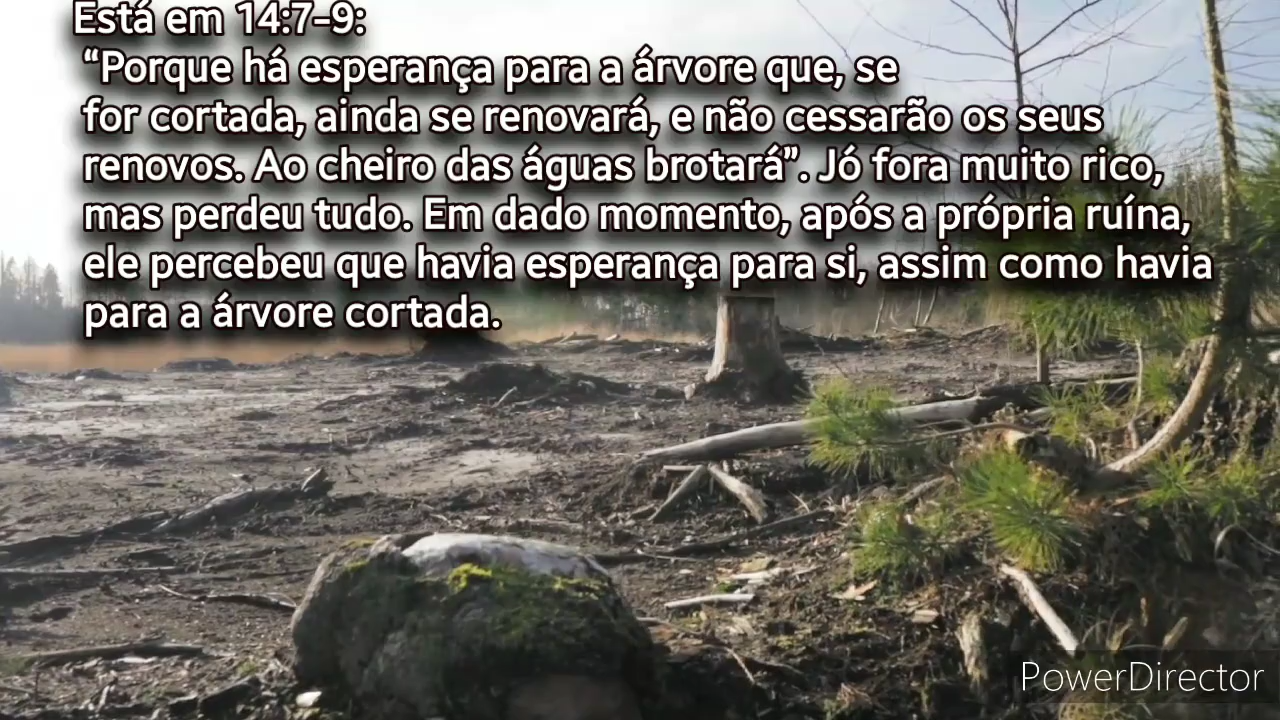 Está em 14:7-9:
“Porque há esperança para a árvore que, se
for cortada, ainda se renovará, e não cessarão os seus
renovos. Ao cheiro das águas brotará”. Jó fora muito rico,
mas perdeu tudo. Em dado momento, após a própria ruína,
ele percebeu que havia esperança para si, assim como havia
para a árvore cortada.
PowerDirector